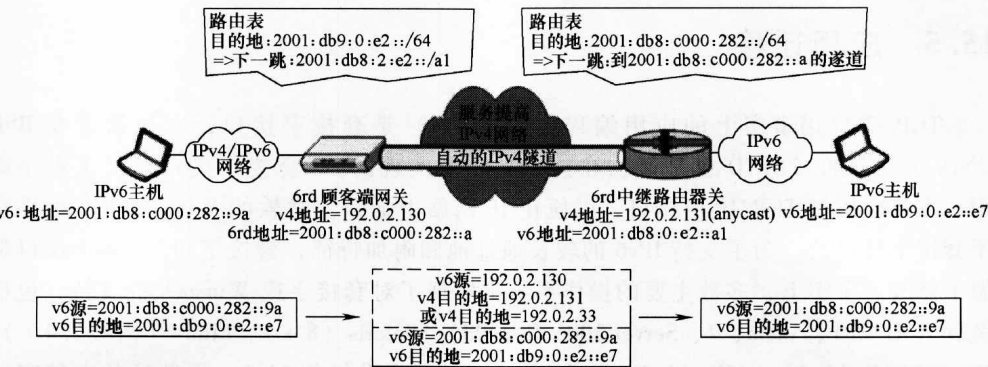 路由表
目的地:2001:db9:0:e2::/64
=>下一跳:2001:db8:2:e2::/a1
路由表
目的地:2001:db8:c000:282::/64
=>下一跳:到2001:db8:c000:282::a的遂道
服务提高
IPv4网络
自动的IPv4隧道
IPv4/IPv6
网络
IPv6
网络
IPv6主机
v6:地址=2001:db8:c000:282::9a
6rd 顾客端网关
v4地址=192.0.2.130
6rd地址=2001:db8:c000:282::a
6rd中继路由器关
v4地址=192.0.2.131(anycast)
v6地址=2001:db8:0:e2::a1
IPv6主机
v6地址=2001:db9:0:e2::e7
v6源=2001:db8:c000:282::9a
v6目的地=2001:db9:0:e2::e7
v6源=192.0.2.130
v4目的地=192.0.2.131
或v4目的地=192.0.2.33
v6源=2001:db8:c000:282::9a
v6目的地=2001:db9:0:e2::e7
v6源=2001:db8:c000:282::9a
v6目的地=2001:db9:0:e2::e7